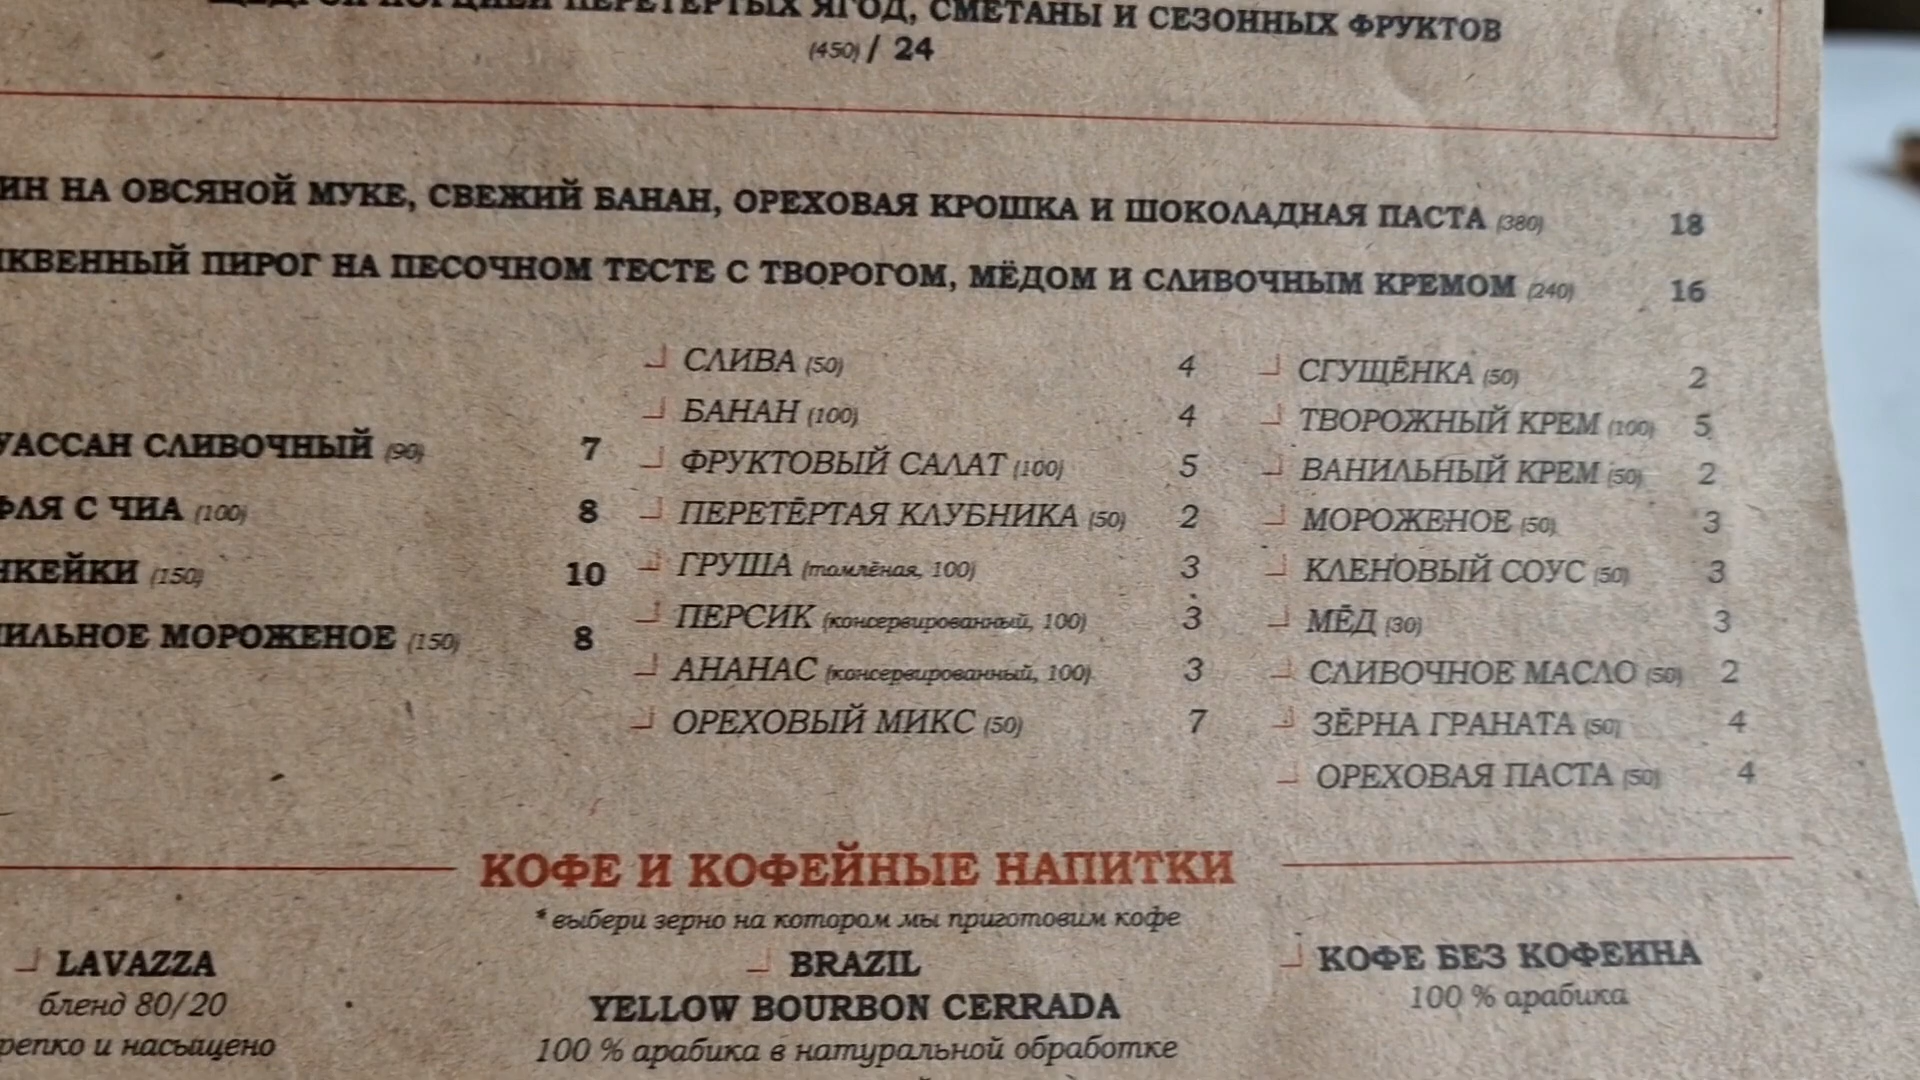 ПЕРЕТЁРТЫХ ЯГОД, СМЕТАНЫ И СЕЗОННЫХ ФРУКТОВ
(450) / 24
НА ОВСЯНОЙ МУКЕ, СВЕЖИЙ БАНАН, ОРЕХОВАЯ КРОШКА И ШОКОЛАДНАЯ ПАСТА (380) 18
ПИРОГ НА ПЕСОЧНОМ ТЕСТЕ С ТВОРОГОМ, МЁДОМ И СЛИВОЧНЫМ КРЕМОМ (240) 16
УАССАН СЛИВОЧНЫЙ (90) 7
ФЛЯ С ЧИА (100) 8
НКЕЙКИ (150) 10
ИЛЬНОЕ МОРОЖЕНОЕ (150) 8
СЛИВА (50) 4
БАНАН (100) 4
ФРУКТОВЫЙ САЛАТ (100) 5
ПЕРЕТЁРТАЯ КЛУБНИКА (50) 2
ГРУША (томлёная, 100) 3
ПЕРСИК (консервированный, 100) 3
АНАНАС (консервированный, 100) 3
ОРЕХОВЫЙ МИКС (50) 7
СГУЩЁНКА (50) 2
ТВОРОЖНЫЙ КРЕМ (100) 5
ВАНИЛЬНЫЙ КРЕМ (50) 2
МОРОЖЕНОЕ (50) 3
КЛЕНОВЫЙ СОУС (50) 3
МЁД (30) 3
СЛИВОЧНОЕ МАСЛО (50) 2
ЗЁРНА ГРАНАТА (50) 4
ОРЕХОВАЯ ПАСТА (50) 4
КОФЕ И КОФЕЙНЫЕ НАПИТКИ
* выбери зерно на котором мы приготовим кофе
LAVAZZA
бленд 80/20
репко и насыщено
BRAZIL
YELLOW BOURBON CERRADA
100 % арабика в натуральной обработке
КОФЕ БЕЗ КОФЕИНА
100 % арабика